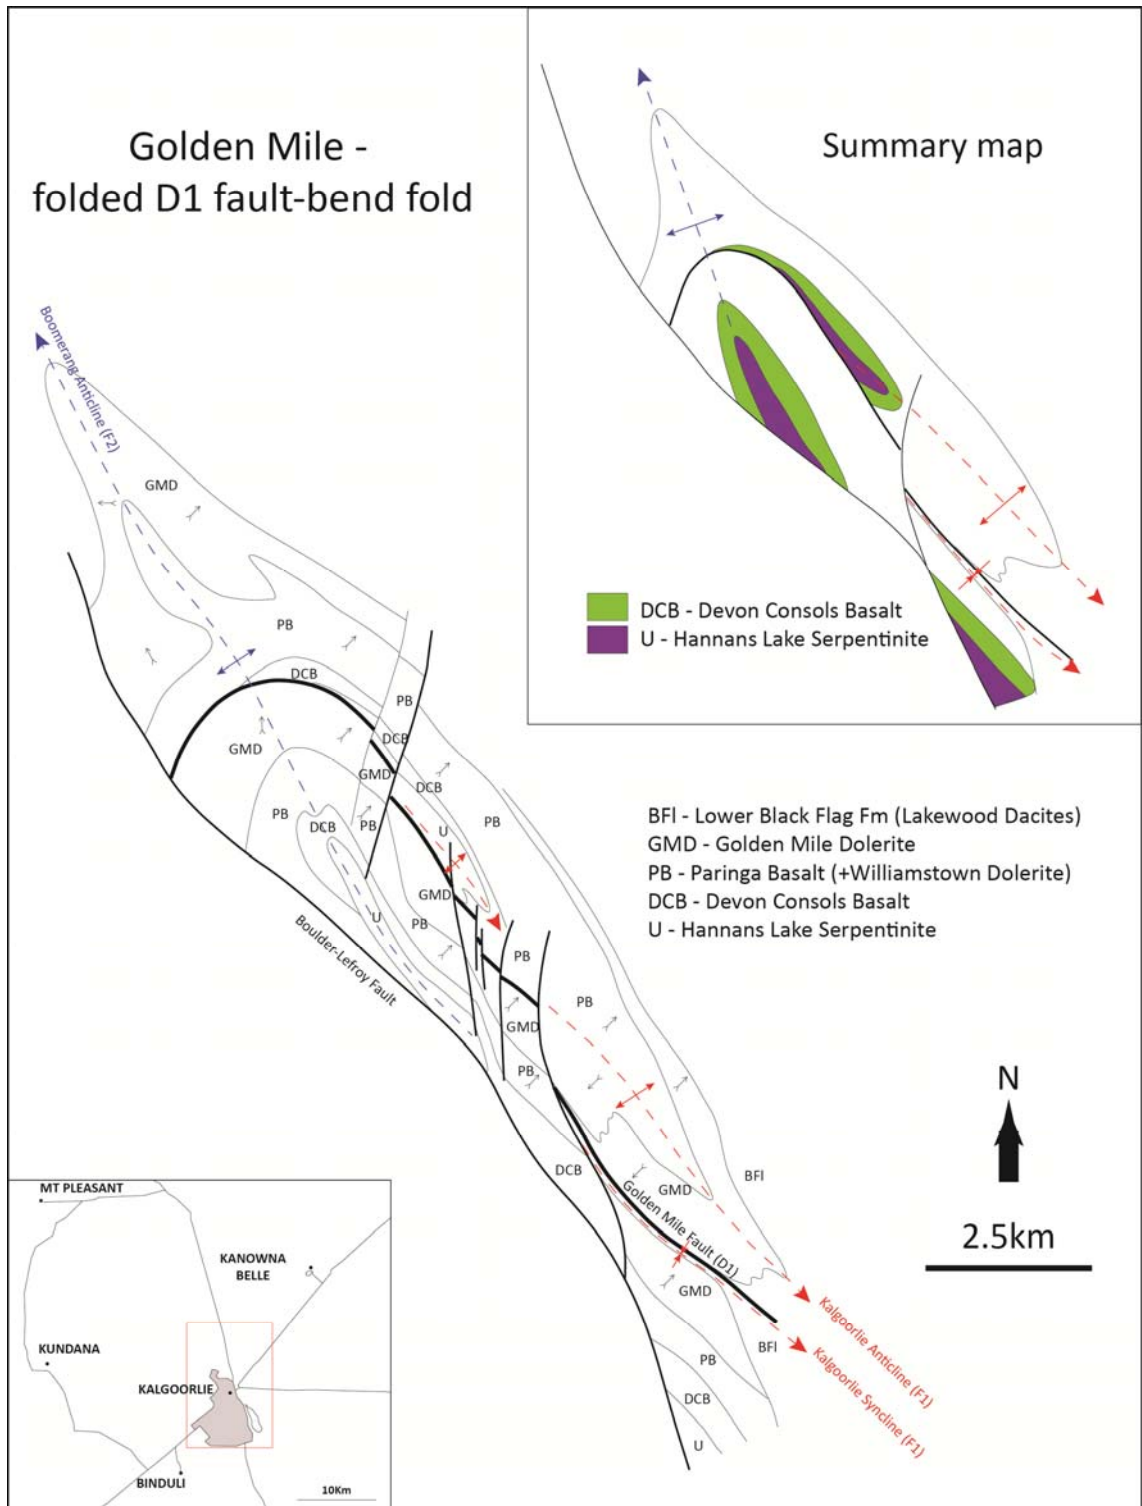 Golden Mile -
folded D1 fault-bend fold
Summary map
DCB - Devon Consols Basalt
U - Hannans Lake Serpentinite
Boomerang Anticline (F2)
GMD
PB
DCB
PB
DCB
GMD
GMD
DCB
PB
PB
DCB
PB
U
GMD
U
PB
Boulder-Lefroy Fault
PB
PB
GMD
PB
DCB
GMD
BFl
Golden Mile Fault (D1)
GMD
BFl
PB
DCB
U
Kalgoorlie Anticline (F1)
Kalgoorlie Syncline (F1)
BFl - Lower Black Flag Fm (Lakewood Dacites)
GMD - Golden Mile Dolerite
PB - Paringa Basalt (+Williamstown Dolerite)
DCB - Devon Consols Basalt
U - Hannans Lake Serpentinite
N
2.5km
MT PLEASANT
KANOWNA
BELLE
KUNDANA
KALGOORLIE
BINDULI
10Km